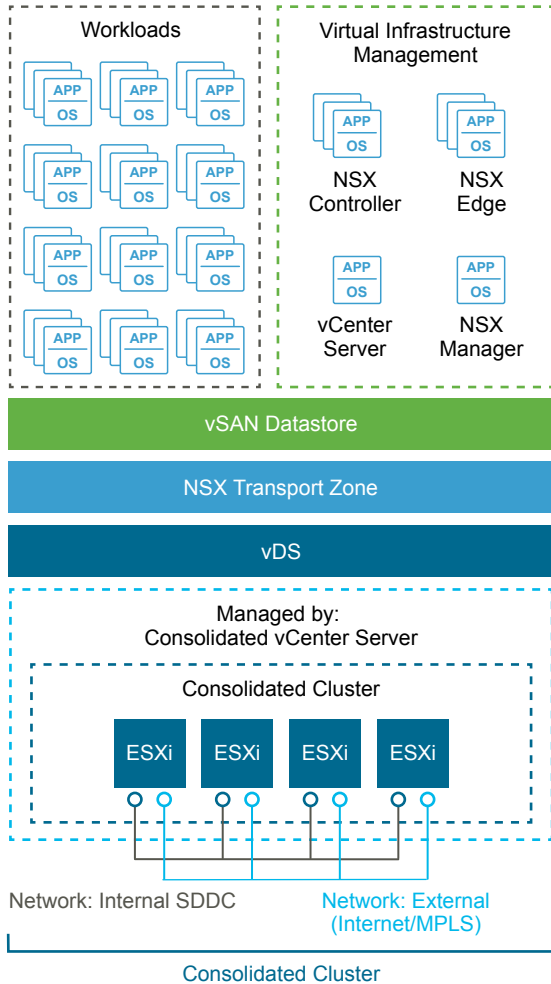 Workloads
APP APP APP
OS OS OS
APP APP APP
OS OS OS
APP APP APP
OS OS OS
APP APP APP
OS OS OS
Virtual Infrastructure
Management
APP APP
OS OS
NSX
Controller
NSX
Edge
APP APP
OS OS
vCenter
Server
NSX
Manager
vSAN Datastore
NSX Transport Zone
vDS
Managed by:
Consolidated vCenter Server
Consolidated Cluster
ESXi ESXi ESXi ESXi
Network: Internal SDDC
Network: External
(Internet/MPLS)
Consolidated Cluster